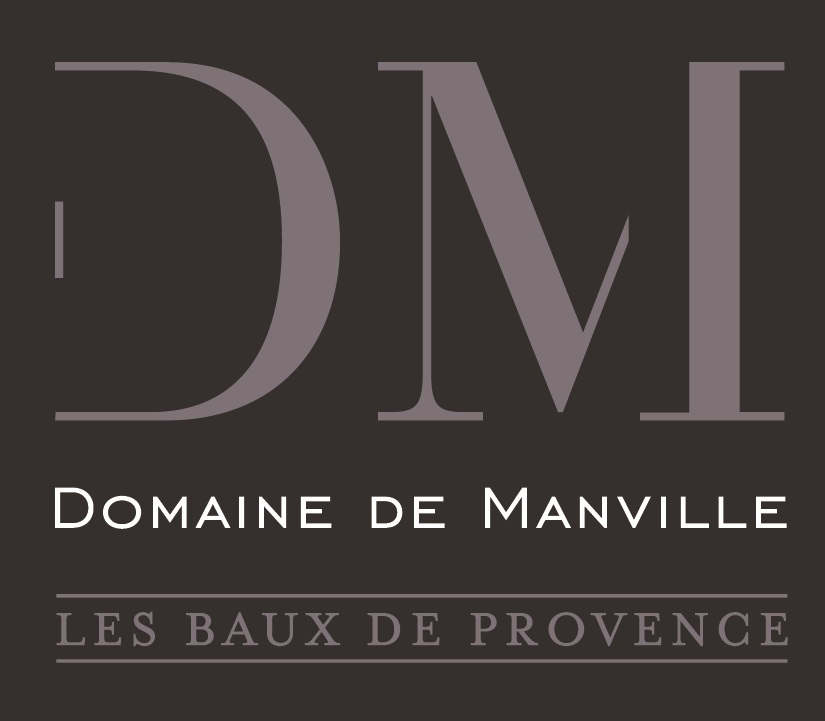 DM
Domaine de Manville
LES BAUX DE PROVENCE